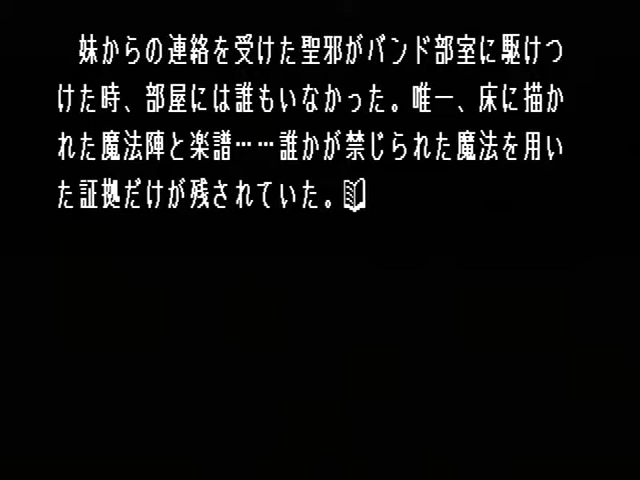 妹からの連絡を受けた聖邪がバンド部室に駆けつ
けた時、部屋には誰もいなかった。唯一、床に描か
れた魔法陣と楽譜……誰かが禁じられた魔法を用い
た証拠だけが残されていた。